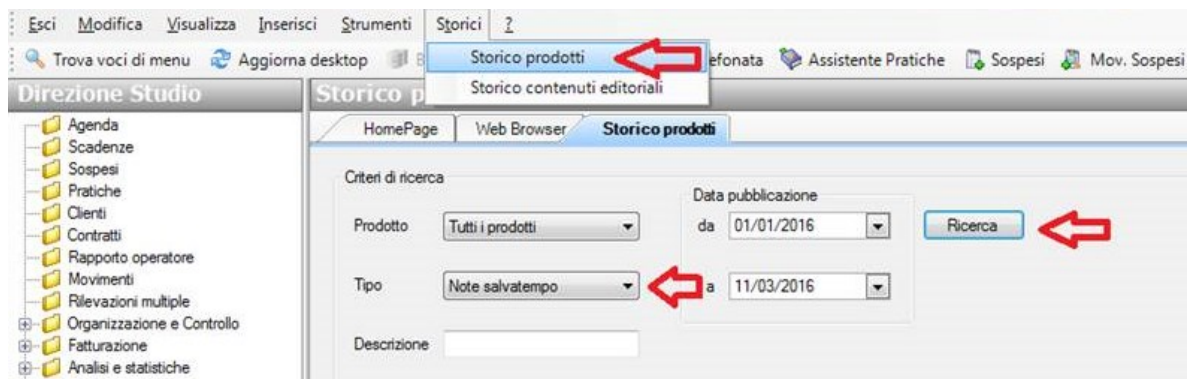 Esci Modifica Visualizza Inserisci Strumenti Storici ?
Trova voci di menu Aggiorna desktop Assistente Pratiche Sospesi Mov. Sospesi
Storico prodotti
Storico contenuti editoriali
Direzione Studio
Storico p
HomePage Web Browser Storico prodotti
Agenda
Scadenze
Sospesi
Pratiche
Clienti
Contratti
Rapporto operatore
Movimenti
Rilevazioni multiple
Organizzazione e Controllo
Fatturazione
Analisi e statistiche
Criteri di ricerca
Data pubblicazione
Prodotto Tutti i prodotti da 01/01/2016 Ricerca
Tipo Note salvatempo a 11/03/2016
Descrizione